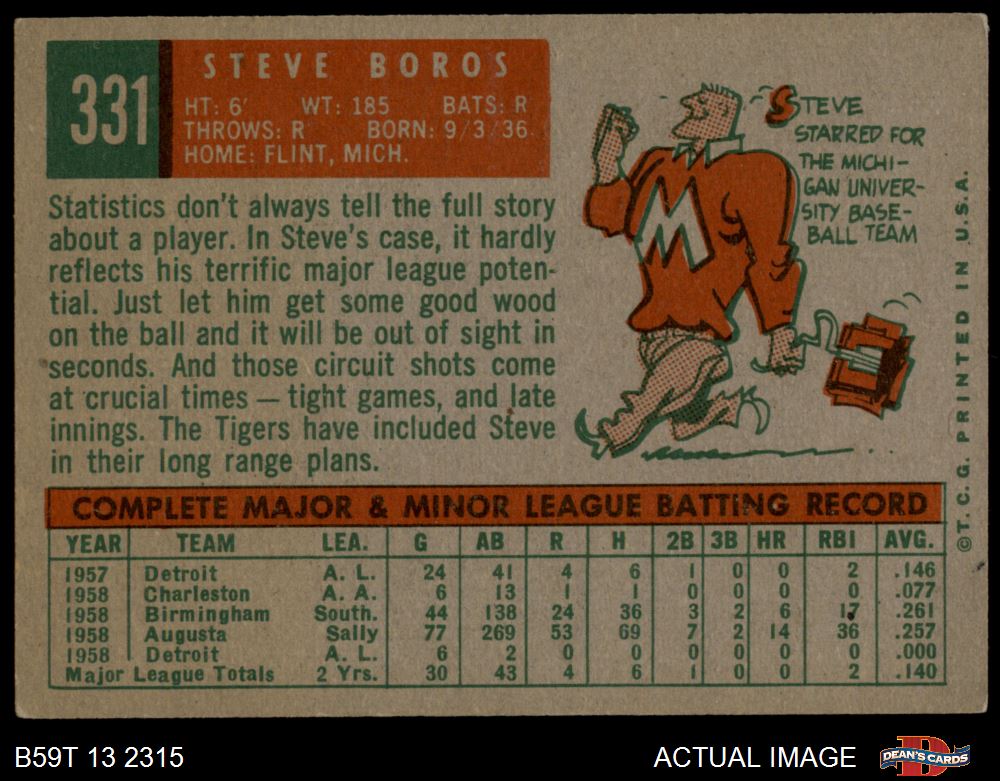 331
STEVE BOROS
HT: 6' WT: 185 BATS: R
THROWS: R BORN: 9/3/36
HOME: FLINT, MICH.
Statistics don't always tell the full story
about a player. In Steve's case, it hardly
reflects his terrific major league poten-
tial. Just let him get some good wood
on the ball and it will be out of sight in
seconds. And those circuit shots come
at crucial times — tight games, and late
innings. The Tigers have included Steve
in their long range plans.
STEVE
STARRED FOR
THE MICHI-
GAN UNIVER-
SITY BASE-
BALL TEAM
M
©T.C.G. PRINTED IN U.S.A.
COMPLETE MAJOR & MINOR LEAGUE BATTING RECORD
YEAR TEAM LEA. G AB R H 2B 3B HR RBI AVG.
1957 Detroit A. L. 24 41 4 6 1 0 0 2 .146
1958 Charleston A. A. 6 13 1 1 0 0 0 0 .077
1958 Birmingham South. 44 138 24 36 3 2 6 17 .261
1958 Augusta Sally 77 269 53 69 7 2 14 36 .257
1958 Detroit A. L. 6 2 0 0 0 0 0 0 .000
Major League Totals 2 Yrs. 30 43 4 6 1 0 0 2 .140
B59T 13 2315
ACTUAL IMAGE
D
DEAN'S CARDS